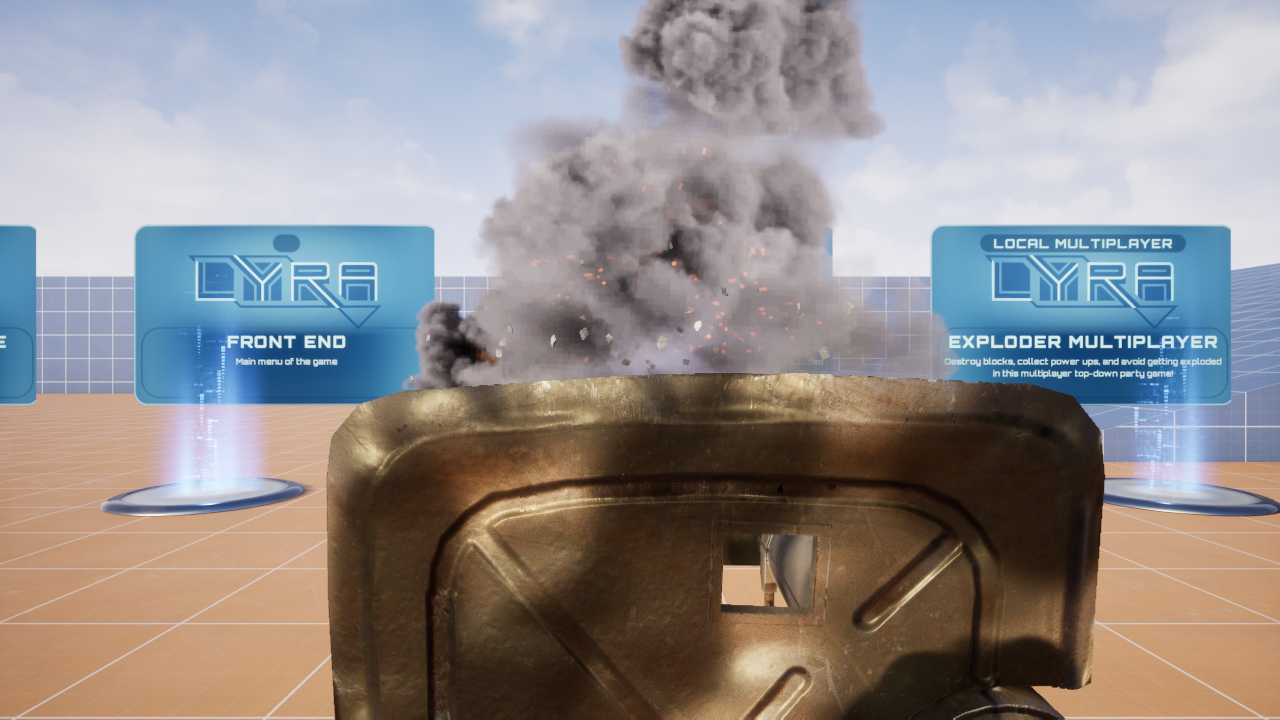 E
LYRA
FRONT END
Main menu of the game
LOCAL MULTIPLAYER
LYRA
EXPLODER MULTIPLAYER
Destroy blocks, collect power ups, and avoid getting exploded
in this multiplayer top-down party game!